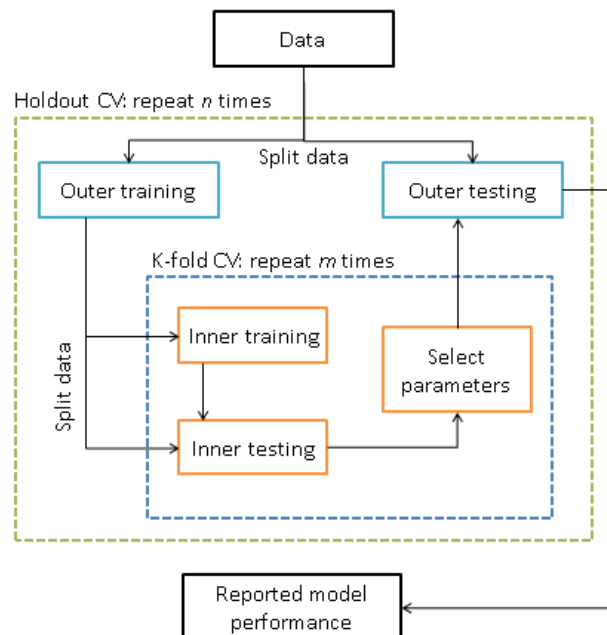 Data
Holdout CV: repeat n times
Split data
Outer training
Outer testing
K-fold CV: repeat m times
Inner training
Select
parameters
Split data
Inner testing
Reported model
performance